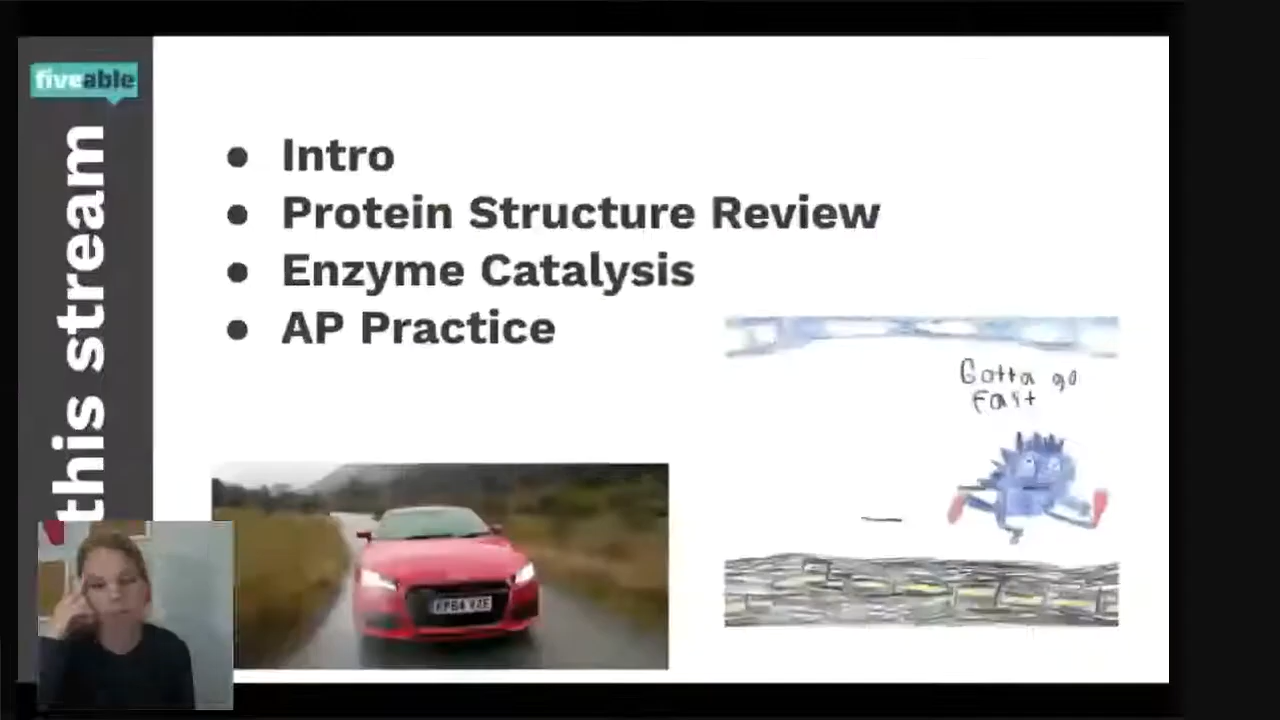 fiveable
this stream
Intro
Protein Structure Review
Enzyme Catalysis
AP Practice
Gotta go
Fast